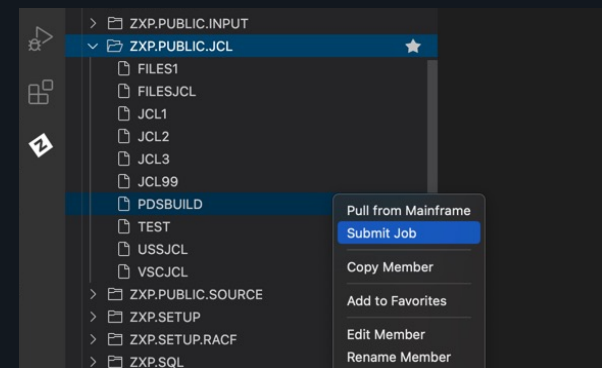 ZXP.PUBLIC.INPUT
ZXP.PUBLIC.JCL
FILES1
FILESJCL
JCL1
JCL2
JCL3
JCL99
PDSBUILD
TEST
USSJCL
VSCJCL
ZXP.PUBLIC.SOURCE
ZXP.SETUP
ZXP.SETUP.RACF
ZXP.SQL
Pull from Mainframe
Submit Job
Copy Member
Add to Favorites
Edit Member
Rename Member